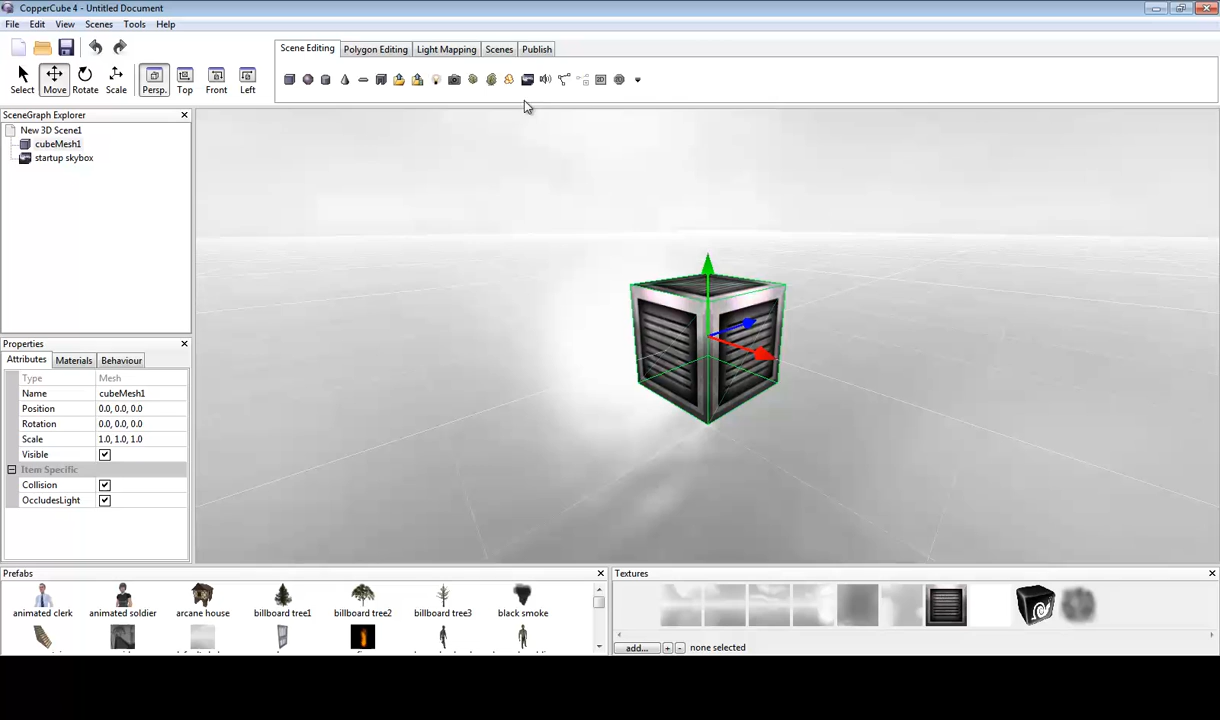 CopperCube 4 - Untitled Document
File Edit View Scenes Tools Help
Scene Editing Polygon Editing Light Mapping Scenes Publish
Select Move Rotate Scale Persp. Top Front Left
SceneGraph Explorer
New 3D Scene1
cubeMesh1
startup skybox
Properties
Attributes Materials Behaviour
Type Mesh
Name cubeMesh1
Position 0.0, 0.0, 0.0
Rotation 0.0, 0.0, 0.0
Scale 1.0, 1.0, 1.0
Visible
Item Specific
Collision
OccludesLight
Prefabs
animated clerk animated soldier arcane house billboard tree1 billboard tree2 billboard tree3 black smoke
Textures
add... + - none selected